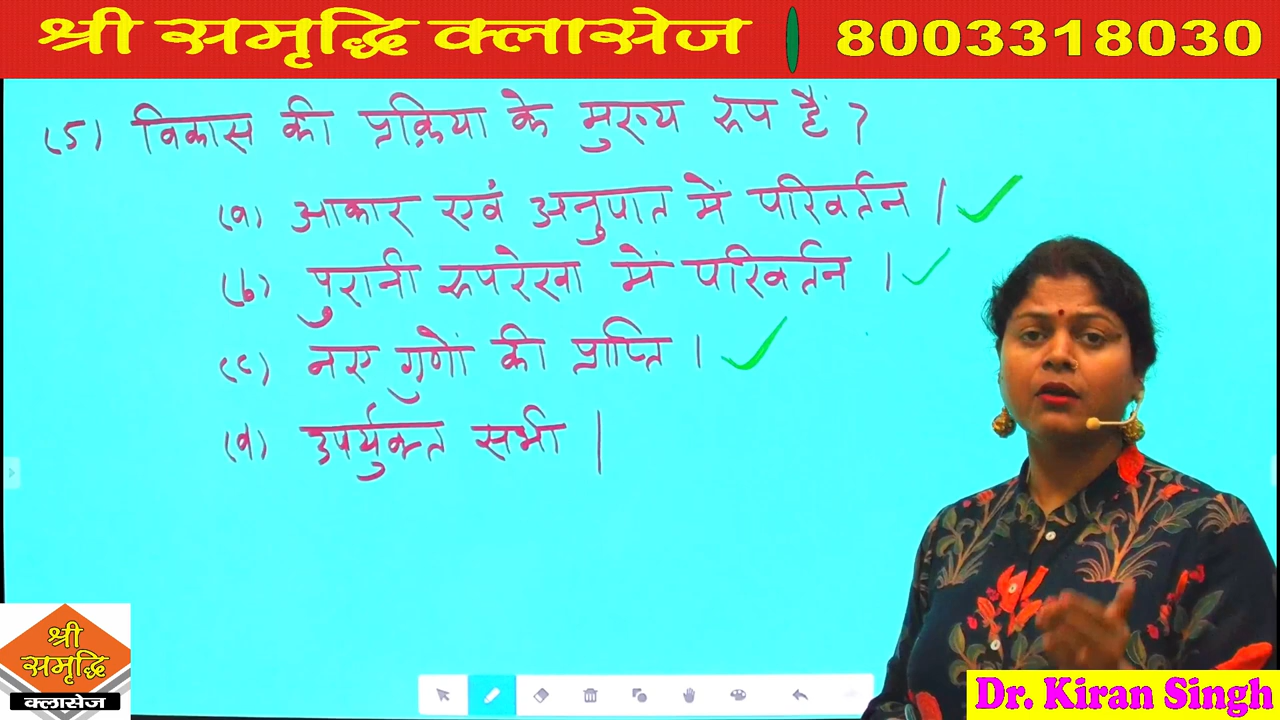 श्री समृद्धि क्लासेज | 8003318030
(5) विकास की प्रक्रिया के मुख्य रूप हैं ?
(a) आकार एवं अनुपात में परिवर्तन |
(b) पुरानी रूपरेखा में परिवर्तन |
(c) नए गुणों की प्राप्ति |
(d) उपर्युक्त सभी |
श्री
समृद्धि
क्लासेज
Dr. Kiran Singh